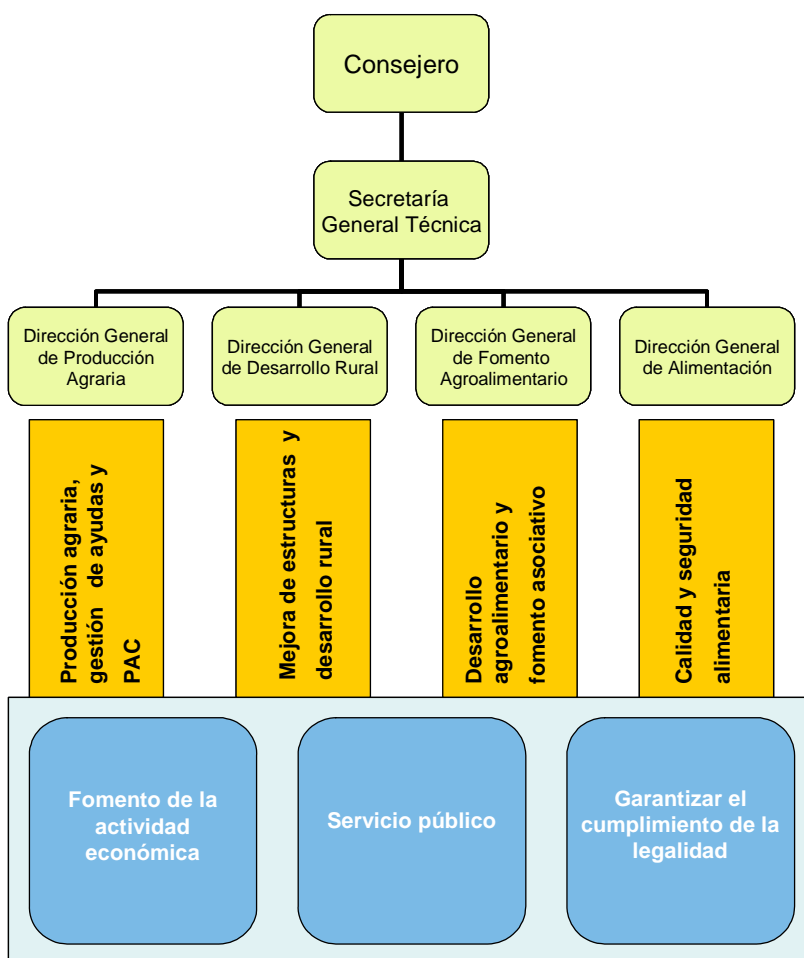 Consejero
Secretaría
General Técnica
Dirección General
de Producción
Agraria
Dirección General
de Desarrollo Rural
Dirección General
de Fomento
Agroalimentario
Dirección General
de Alimentación
Producción agraria,
gestión de ayudas y
PAC
Mejora de estructuras y
desarrollo rural
Desarrollo
agroalimentario y
fomento asociativo
Calidad y seguridad
alimentaria
Fomento de la
actividad
económica
Servicio público
Garantizar el
cumplimiento de la
legalidad